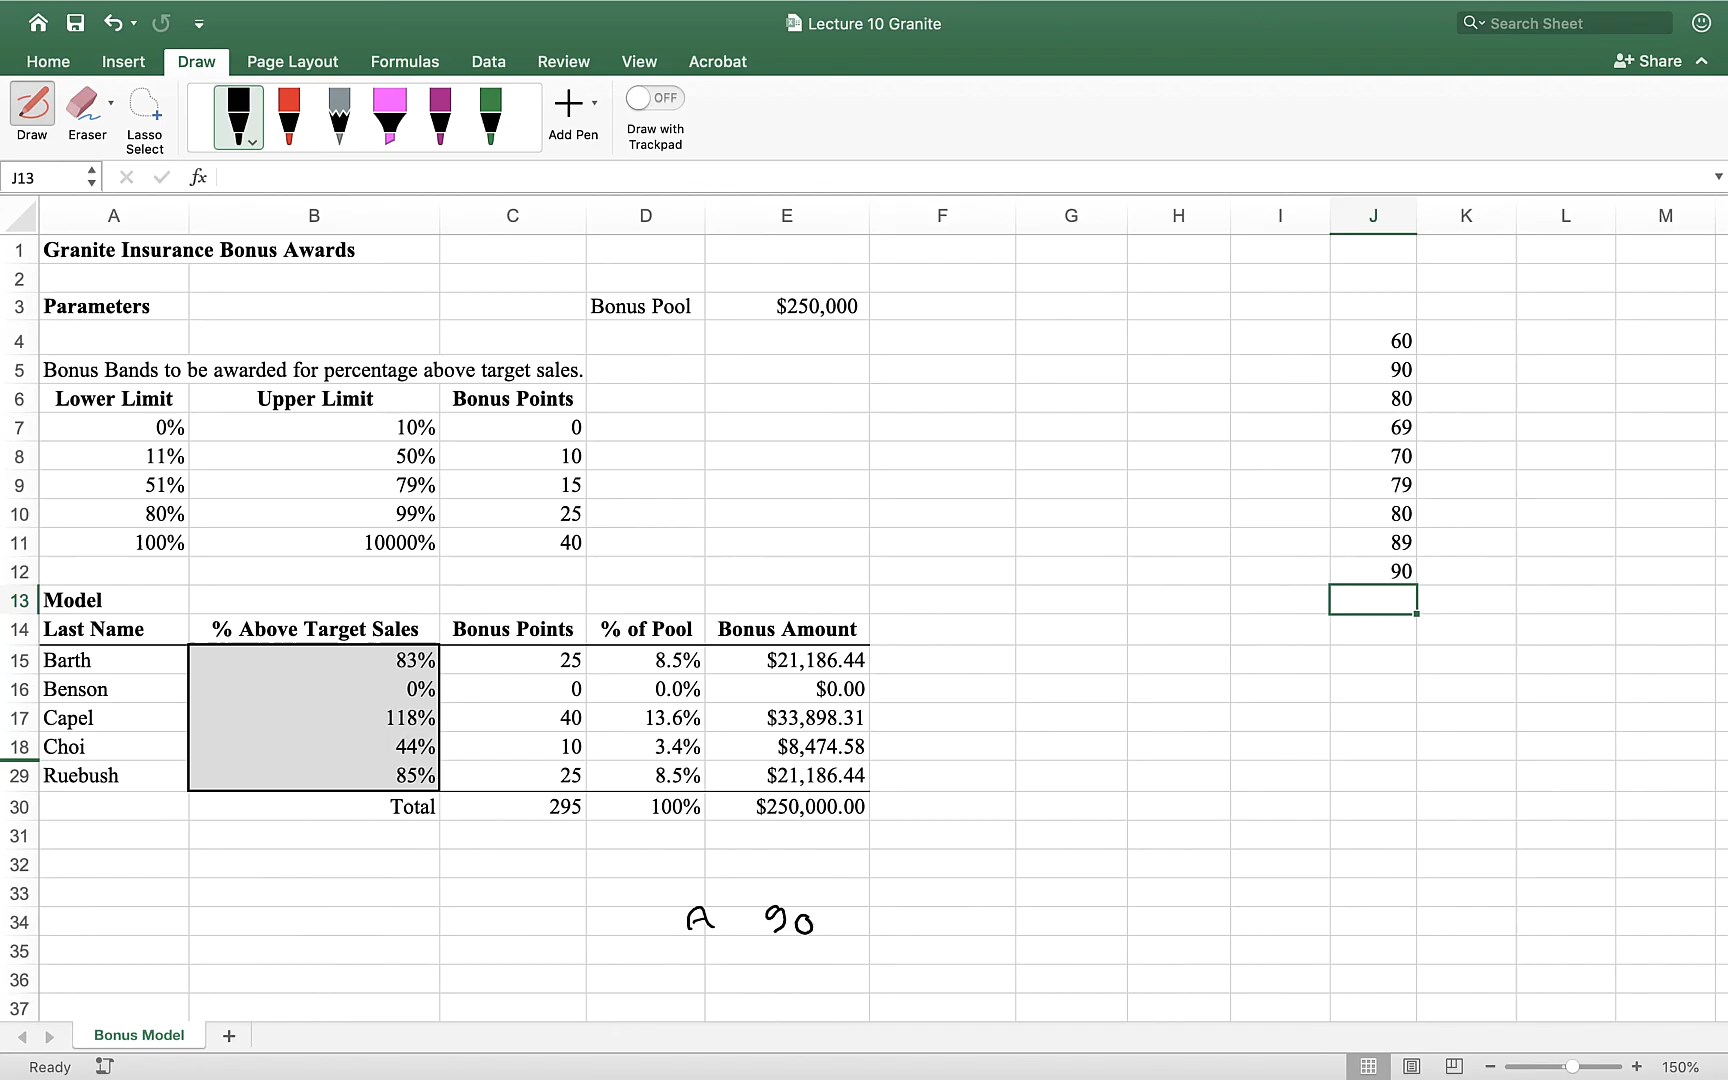 Lecture 10 Granite
Search Sheet
Home Insert Draw Page Layout Formulas Data Review View Acrobat Share
Draw Eraser Lasso Select Add Pen OFF Draw with Trackpad
J13 fx
A B C D E F G H I J K L M
1 Granite Insurance Bonus Awards
2
3 Parameters Bonus Pool $250,000
4 60
5 Bonus Bands to be awarded for percentage above target sales. 90
6 Lower Limit Upper Limit Bonus Points 80
7 0% 10% 0 69
8 11% 50% 10 70
9 51% 79% 15 79
10 80% 99% 25 80
11 100% 10000% 40 89
12 90
13 Model
14 Last Name % Above Target Sales Bonus Points % of Pool Bonus Amount
15 Barth 83% 25 8.5% $21,186.44
16 Benson 0% 0 0.0% $0.00
17 Capel 118% 40 13.6% $33,898.31
18 Choi 44% 10 3.4% $8,474.58
29 Ruebush 85% 25 8.5% $21,186.44
30 Total 295 100% $250,000.00
31
32
33
34 A 90
35
36
37
Bonus Model +
Ready 150%